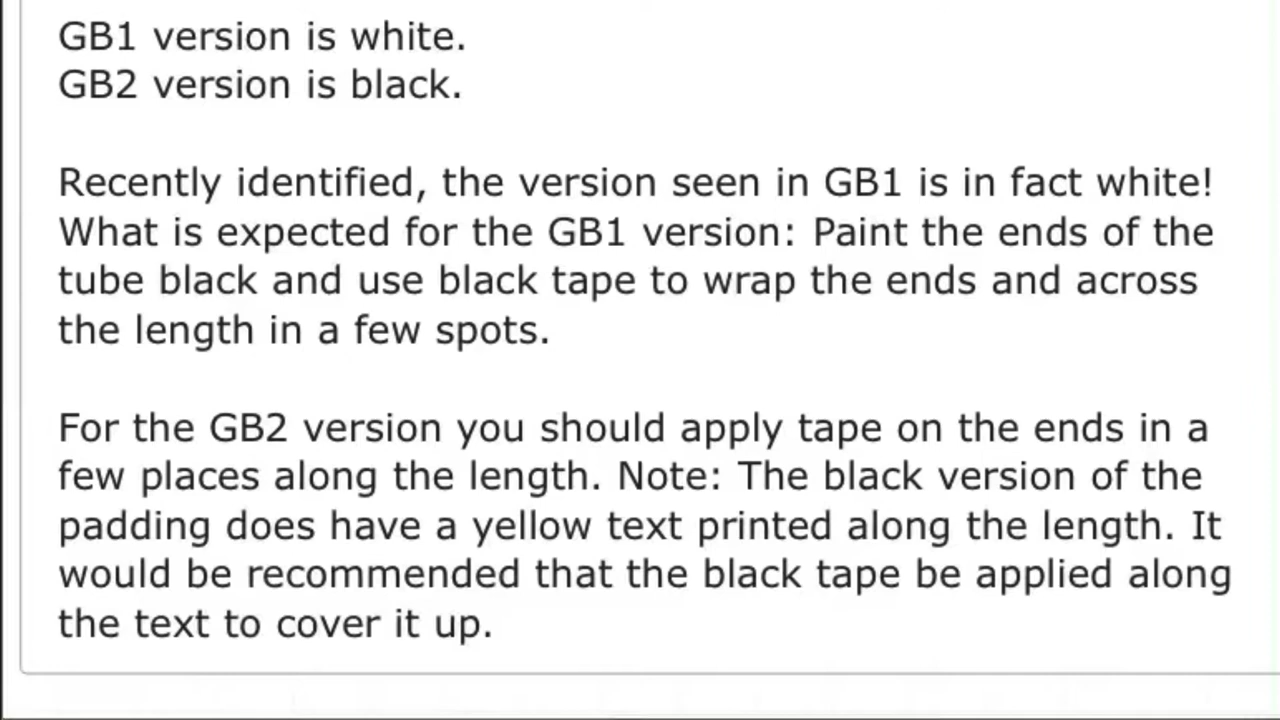 GB1 version is white.
GB2 version is black.
Recently identified, the version seen in GB1 is in fact white!
What is expected for the GB1 version: Paint the ends of the
tube black and use black tape to wrap the ends and across
the length in a few spots.
For the GB2 version you should apply tape on the ends in a
few places along the length. Note: The black version of the
padding does have a yellow text printed along the length. It
would be recommended that the black tape be applied along
the text to cover it up.